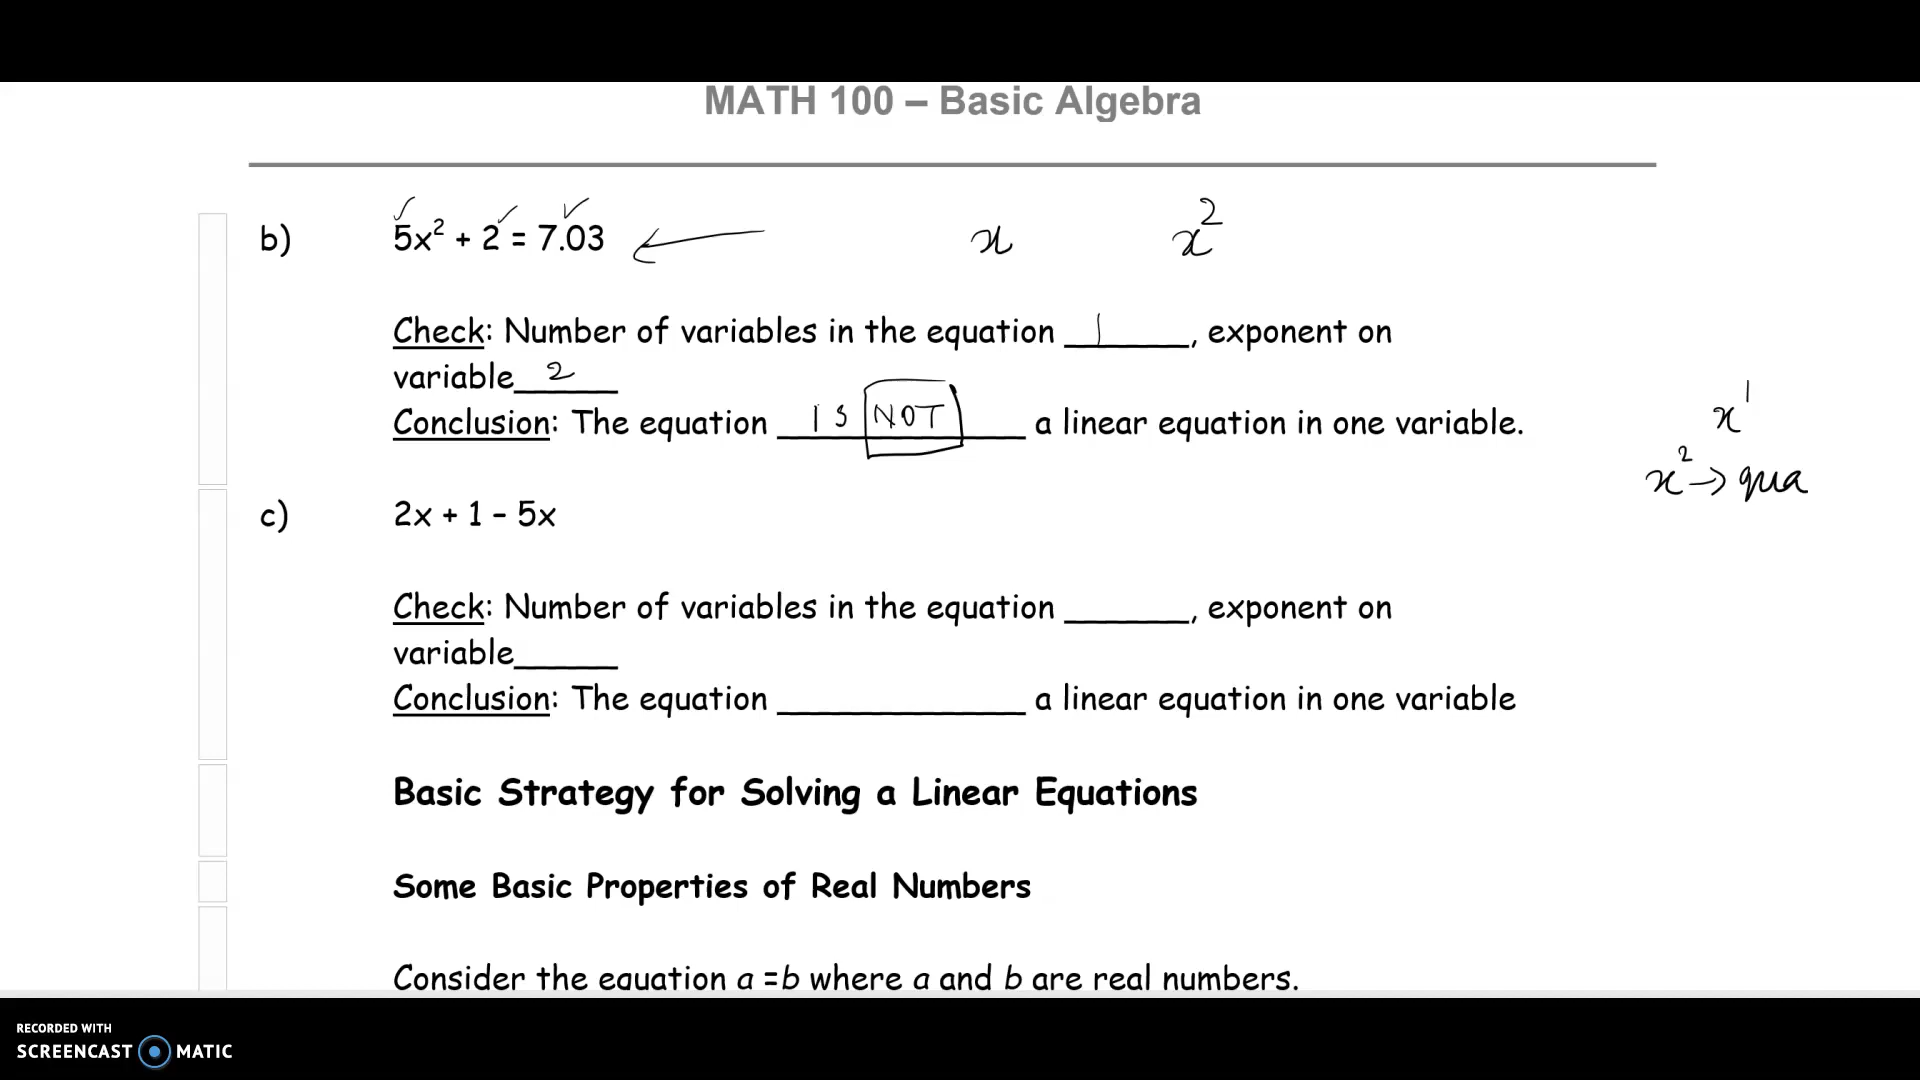 MATH 100 – Basic Algebra
b) 5x² + 2 = 7.03 x x²
Check: Number of variables in the equation 1, exponent on
variable 2
Conclusion: The equation IS NOT a linear equation in one variable.
x¹
x² → qua
c) 2x + 1 – 5x
Check: Number of variables in the equation ______, exponent on
variable_____
Conclusion: The equation ____________ a linear equation in one variable
Basic Strategy for Solving a Linear Equations
Some Basic Properties of Real Numbers
Consider the equation a =b where a and b are real numbers.
RECORDED WITH
SCREENCAST MATIC